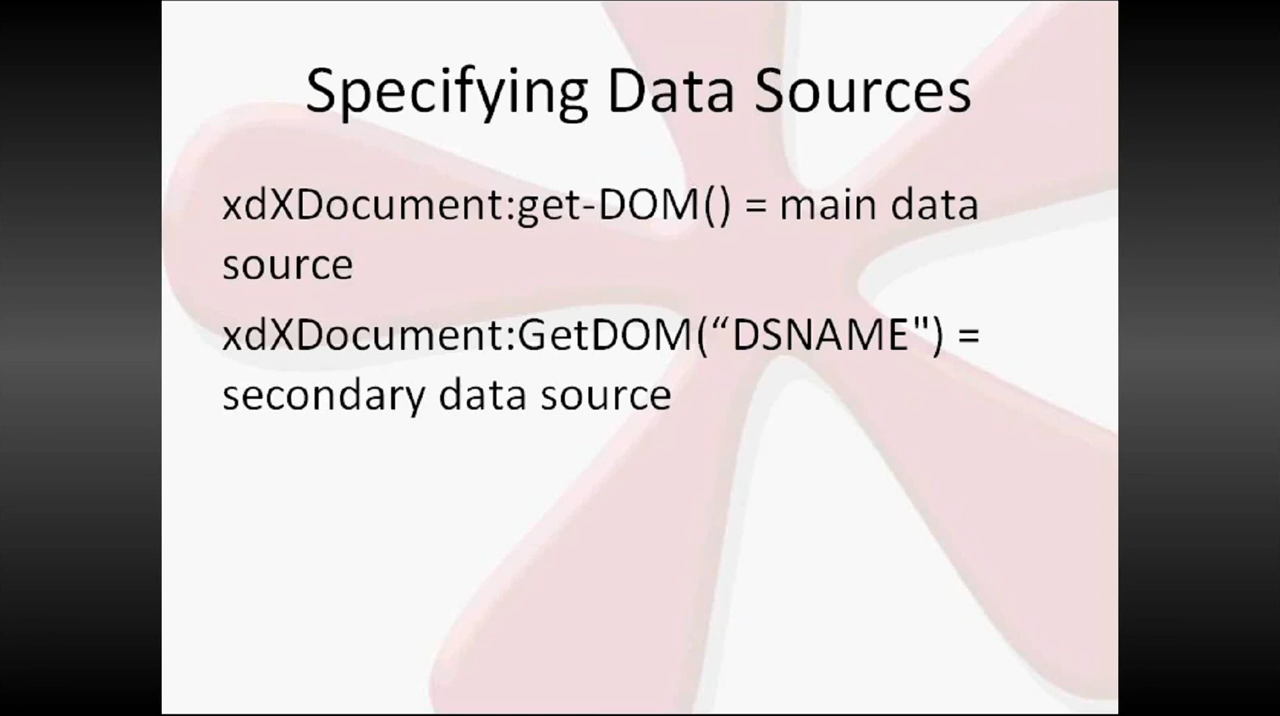 Specifying Data Sources
xdXDocument:get-DOM() = main data
source
xdXDocument:GetDOM(“DSNAME") =
secondary data source